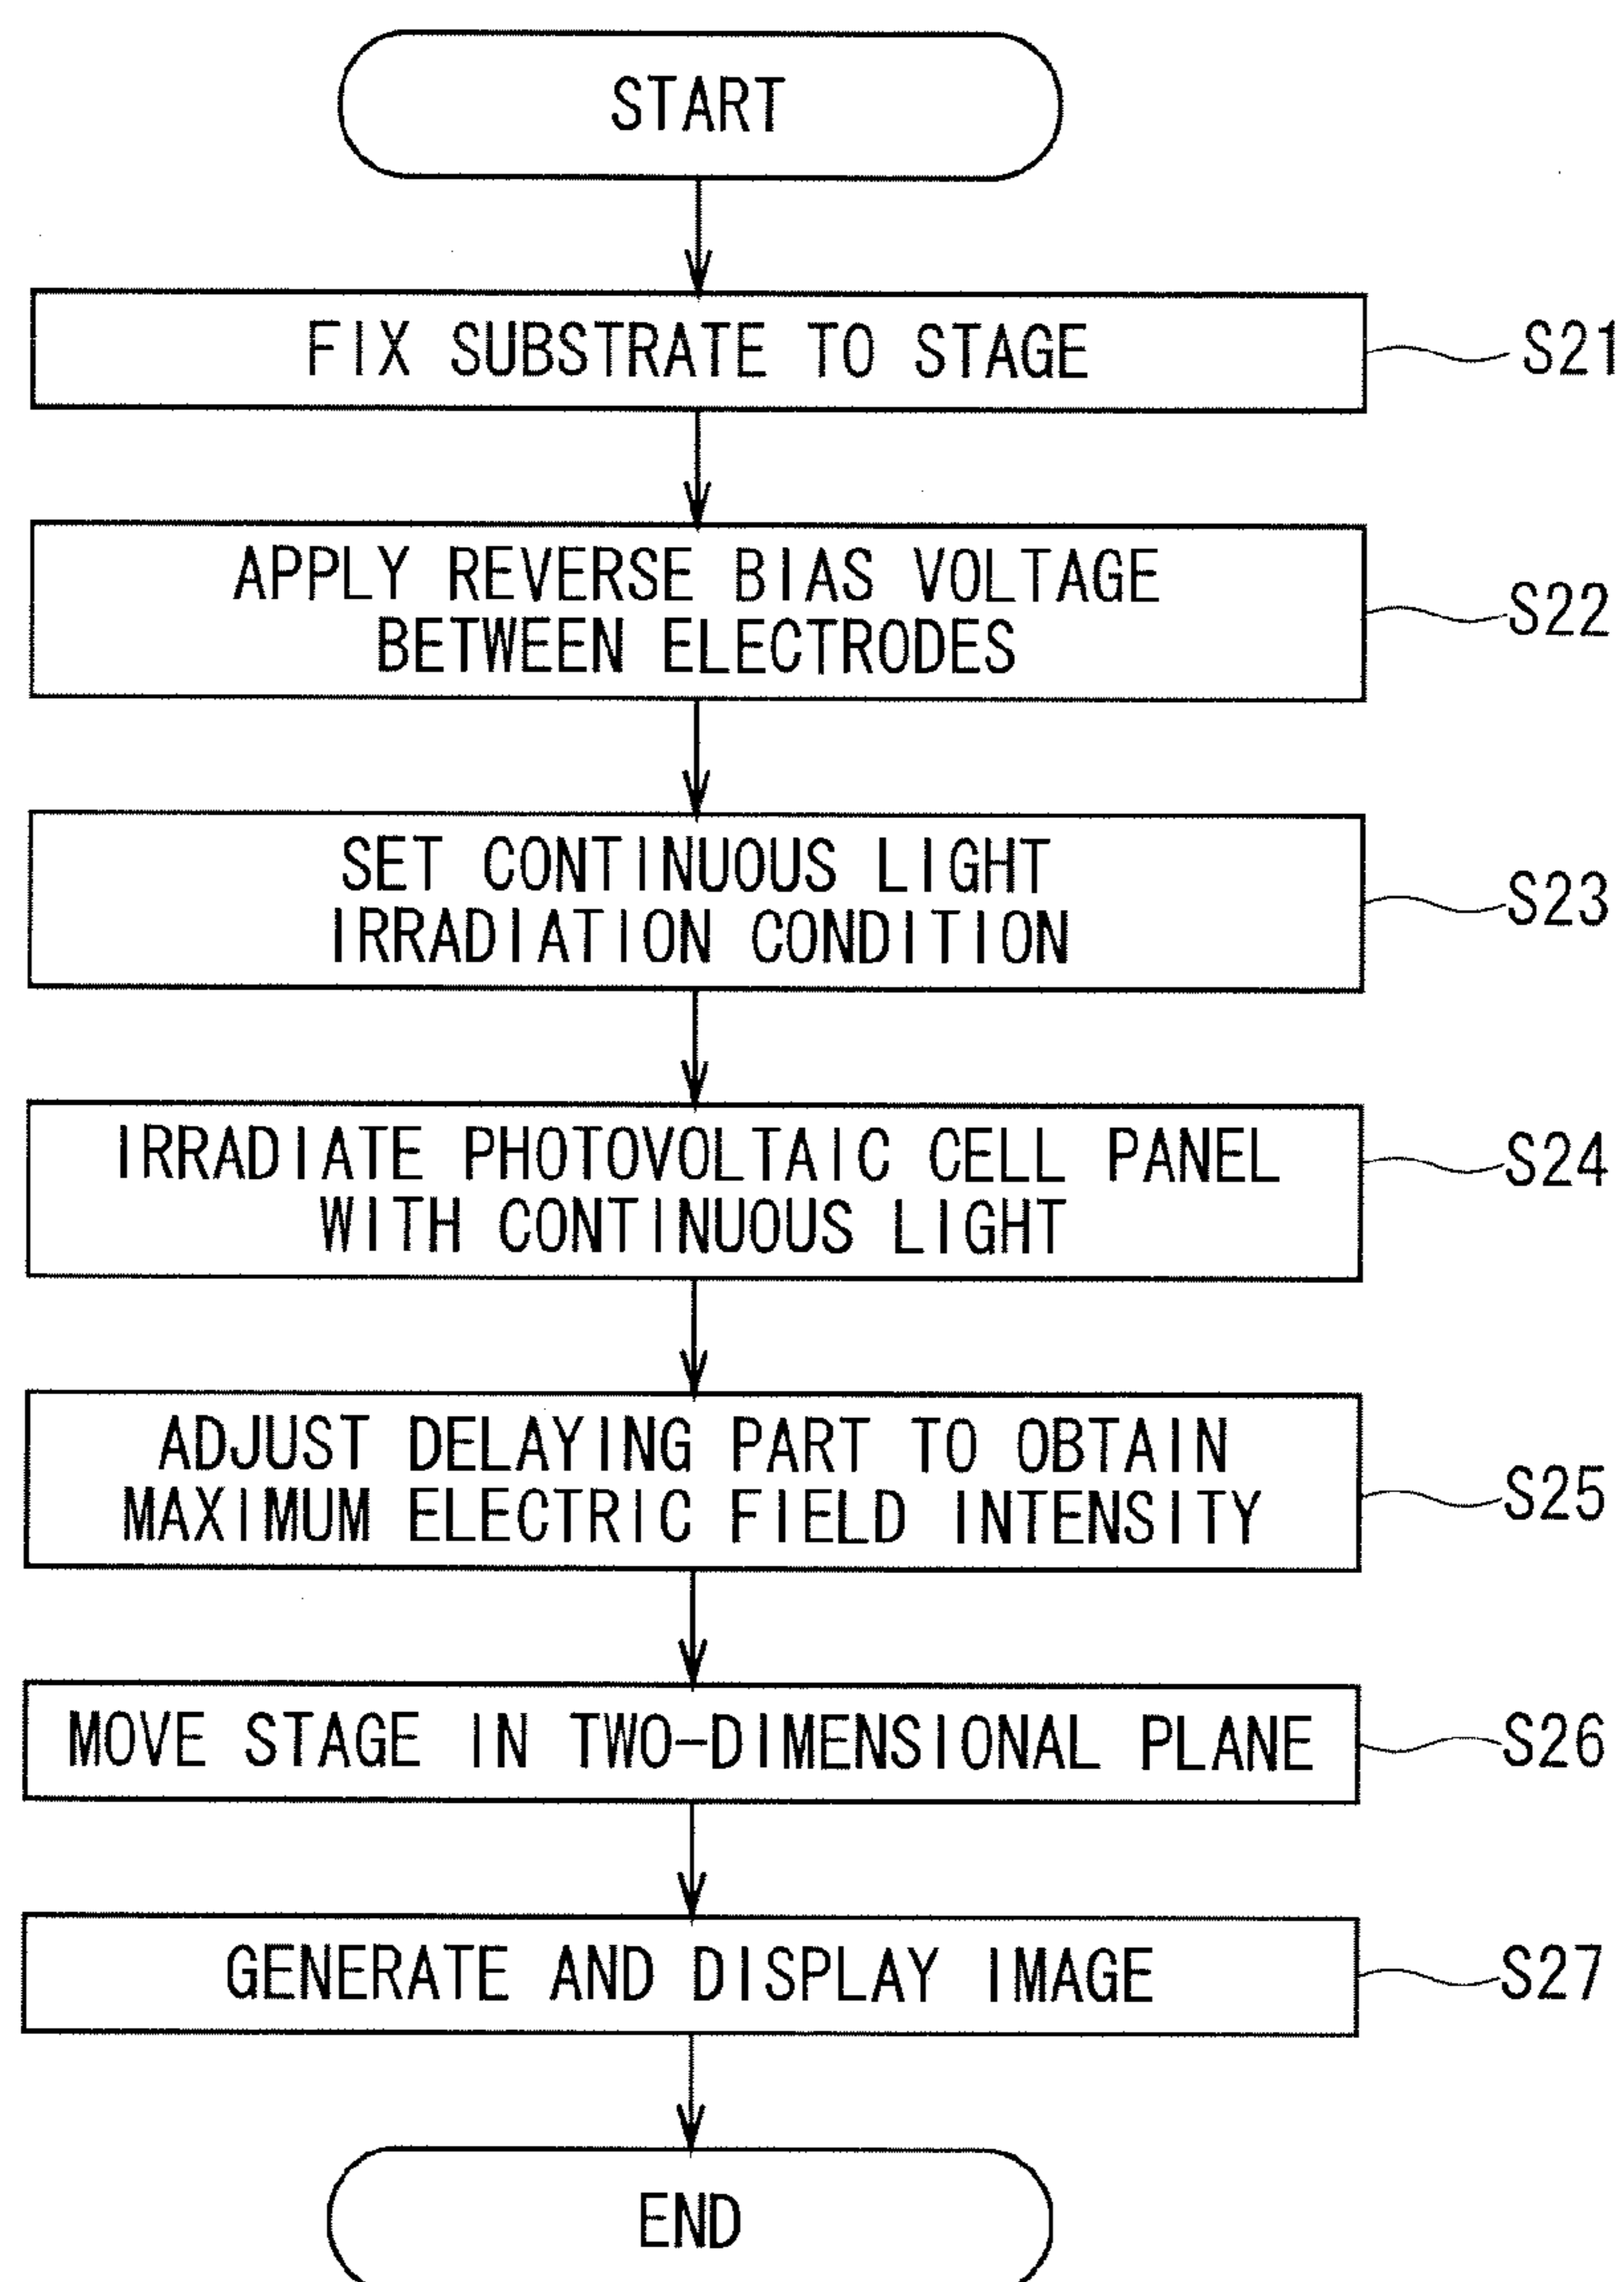 START
FIX SUBSTRATE TO STAGE
S21
APPLY REVERSE BIAS VOLTAGE
BETWEEN ELECTRODES
S22
SET CONTINUOUS LIGHT
IRRADIATION CONDITION
S23
IRRADIATE PHOTOVOLTAIC CELL PANEL
WITH CONTINUOUS LIGHT
S24
ADJUST DELAYING PART TO OBTAIN
MAXIMUM ELECTRIC FIELD INTENSITY
S25
MOVE STAGE IN TWO-DIMENSIONAL PLANE
S26
GENERATE AND DISPLAY IMAGE
S27
END